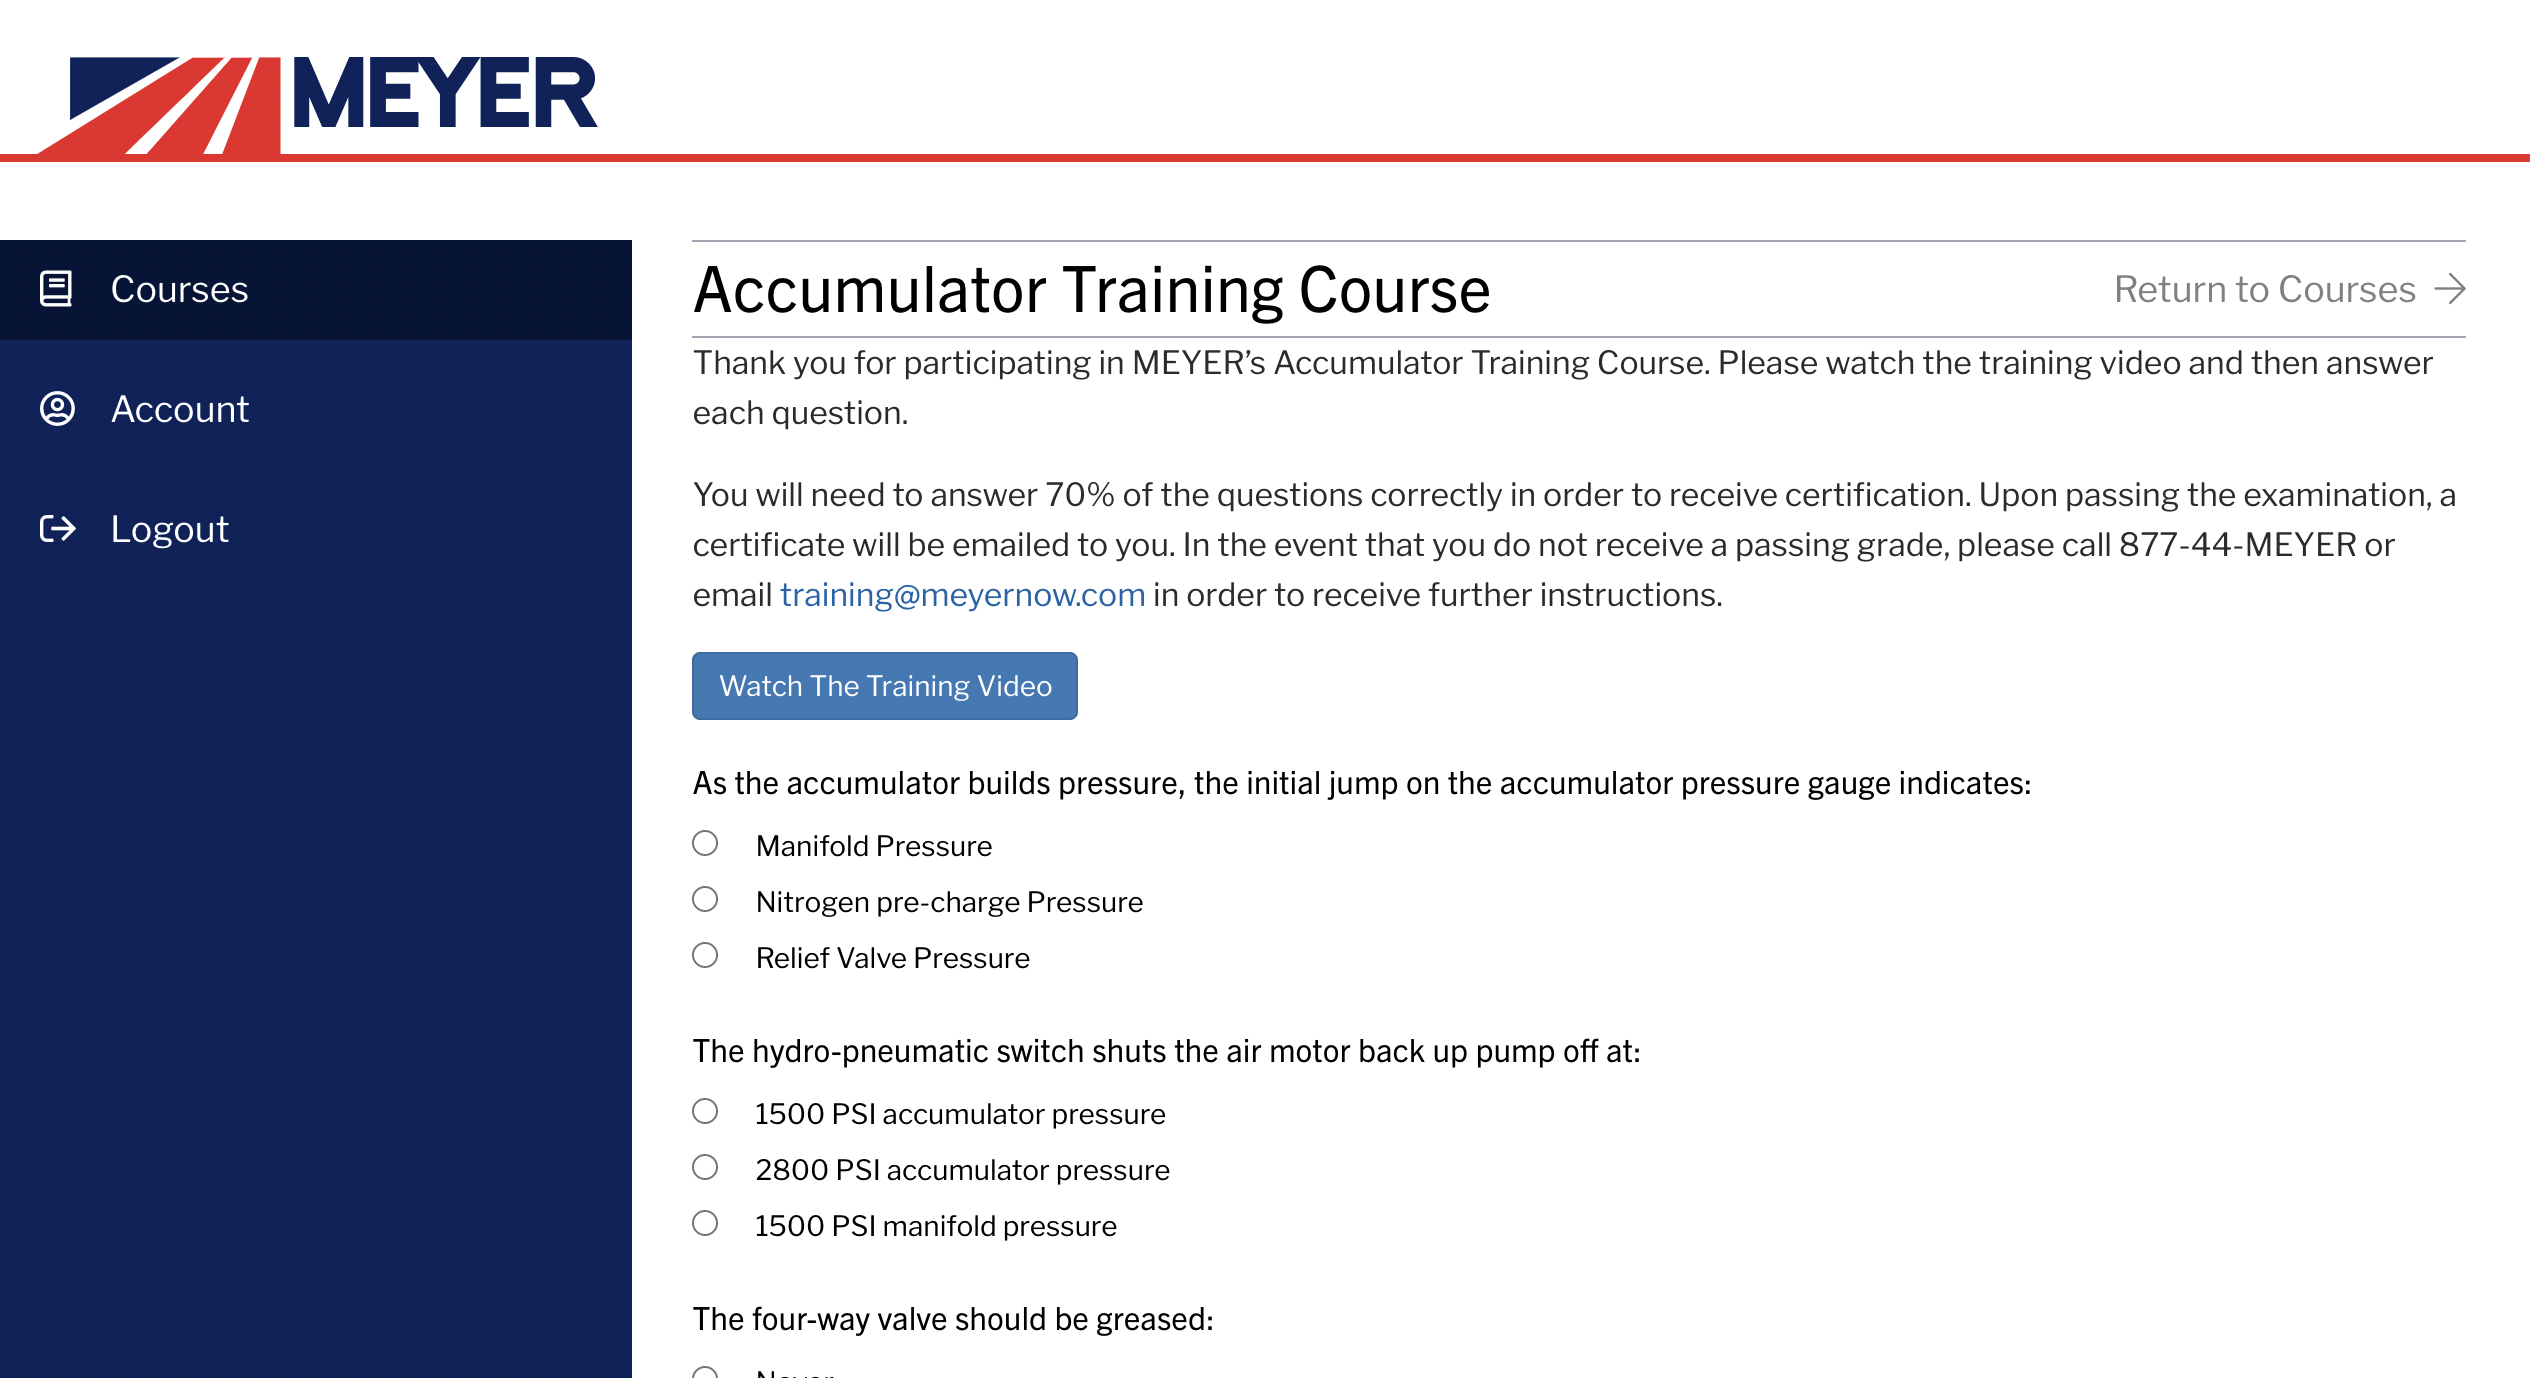 MEYER
Courses
Account
Logout
Accumulator Training Course
Return to Courses
Thank you for participating in MEYER’s Accumulator Training Course. Please watch the training video and then answer
each question.
You will need to answer 70% of the questions correctly in order to receive certification. Upon passing the examination, a
certificate will be emailed to you. In the event that you do not receive a passing grade, please call 877-44-MEYER or
email training@meyernow.com in order to receive further instructions.
Watch The Training Video
As the accumulator builds pressure, the initial jump on the accumulator pressure gauge indicates:
Manifold Pressure
Nitrogen pre-charge Pressure
Relief Valve Pressure
The hydro-pneumatic switch shuts the air motor back up pump off at:
1500 PSI accumulator pressure
2800 PSI accumulator pressure
1500 PSI manifold pressure
The four-way valve should be greased:
Never